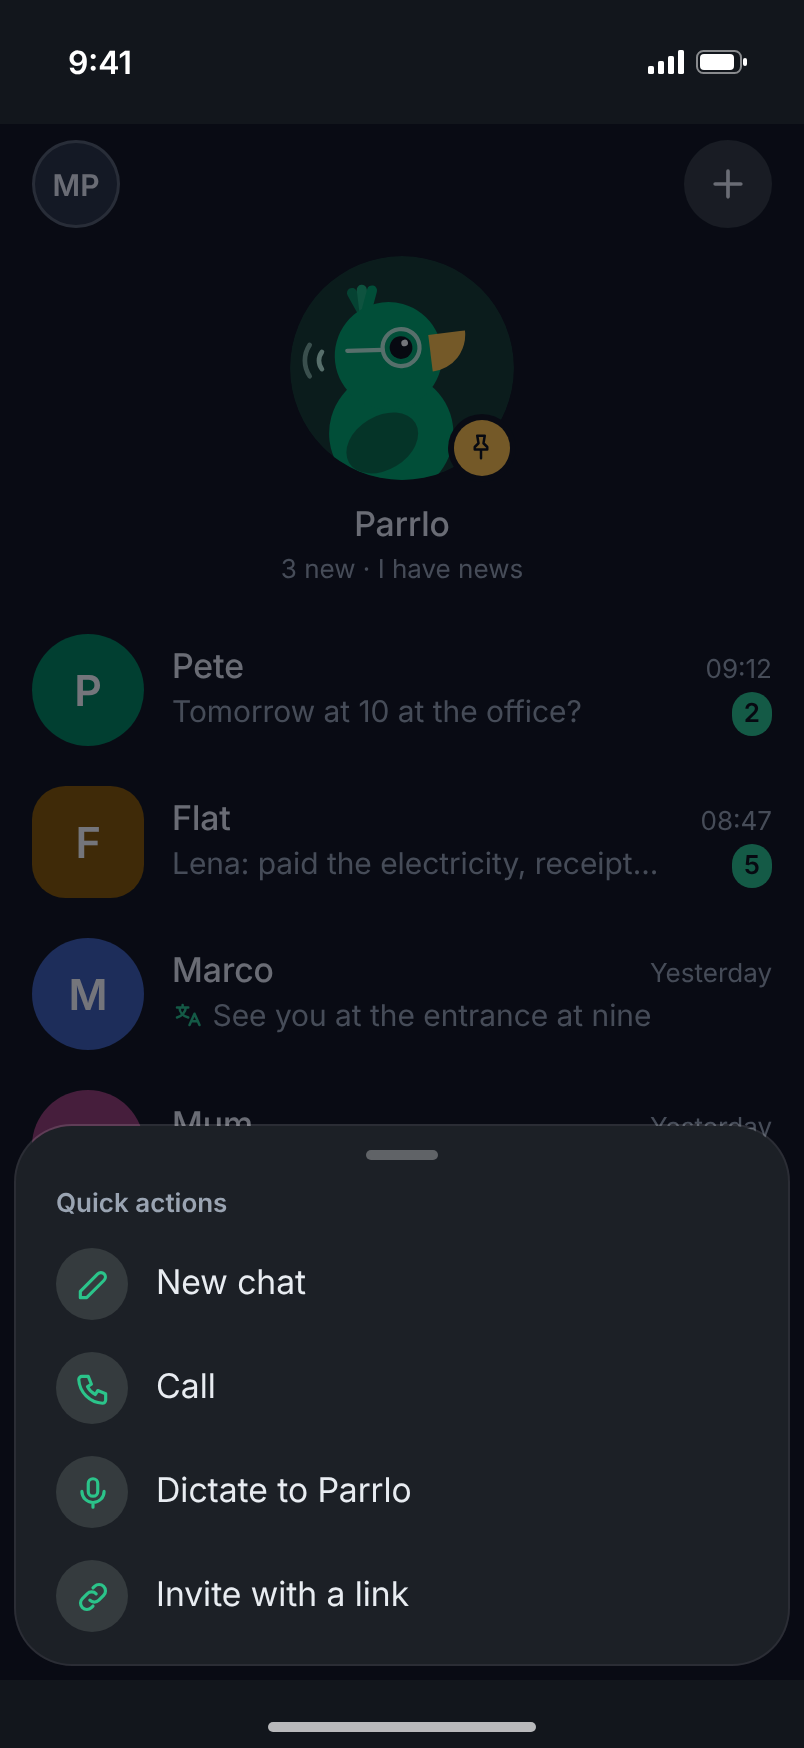 9:41
MP
Parrlo
3 new · I have news
P
Pete
09:12
Tomorrow at 10 at the office?
2
F
Flat
08:47
Lena: paid the electricity, receipt...
5
M
Marco
Yesterday
See you at the entrance at nine
Mum
Yesterday
Quick actions
New chat
Call
Dictate to Parrlo
Invite with a link